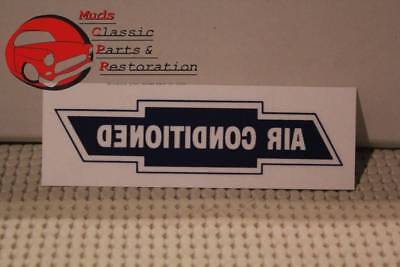 Muds
Classic
Parts &
Restoration
AIR CONDITIONED